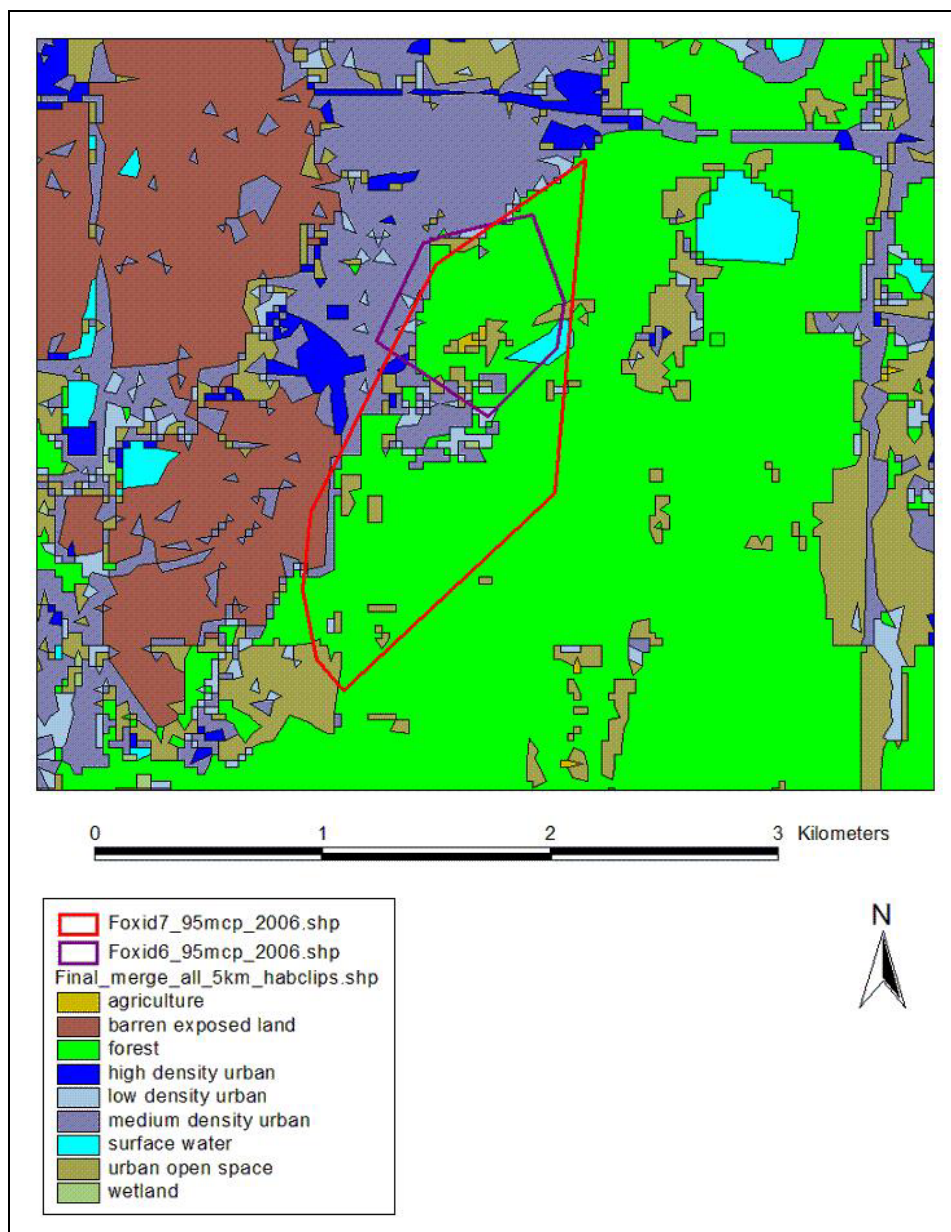 0 1 2 3 Kilometers
Foxid7_95mcp_2006.shp
Foxid6_95mcp_2006.shp
Final_merge_all_5km_habclips.shp
agriculture
barren exposed land
forest
high density urban
low density urban
medium density urban
surface water
urban open space
wetland
N